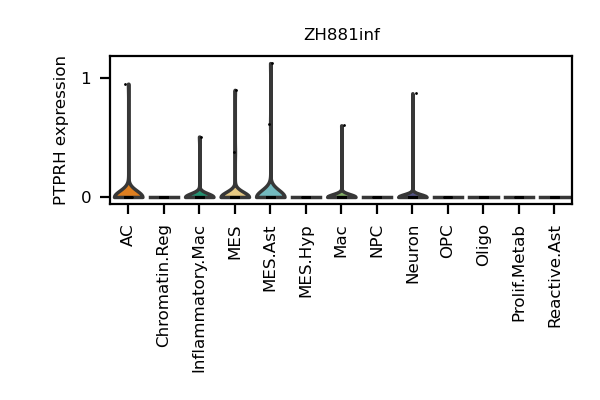 ZH881inf
PTPRH expression
1
0
AC
Chromatin.Reg
Inflammatory.Mac
MES
MES.Ast
MES.Hyp
Mac
NPC
Neuron
OPC
Oligo
Prolif.Metab
Reactive.Ast